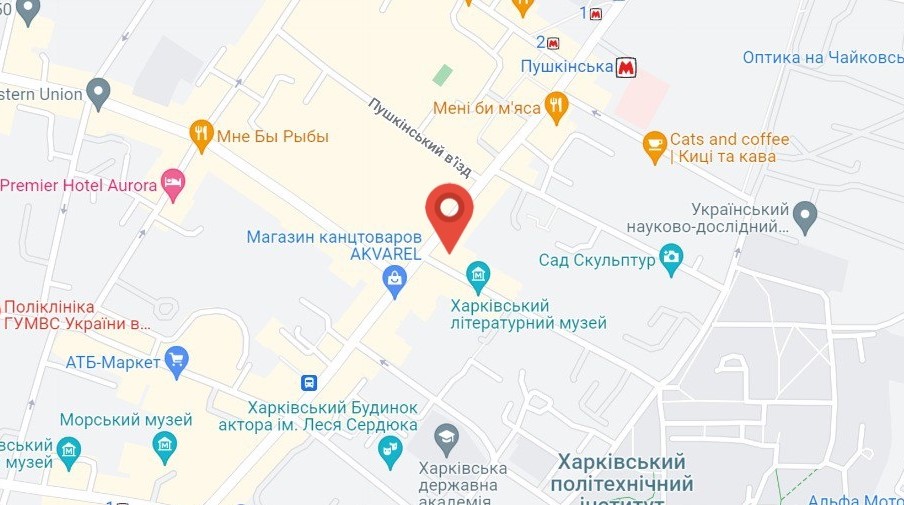 50
1
2
Пушкінська
Оптика на Чайковсь
stern Union
Мені би м'яса
Пушкінський в'їзд
Мне Бы Рыбы
Cats and coffee
| Киці та кава
Premier Hotel Aurora
Український
науково-дослідний...
Магазин канцтоваров
AKVAREL
Сад Скульптур
Харківський
літературний музей
Поліклініка
ГУМВС України в...
АТБ-Маркет
Харківський Будинок
актора ім. Леся Сердюка
Морський музей
вський
музей
Харківська
державна
академія
Харківський
політехнічний
інститут
Альфа Мото
1